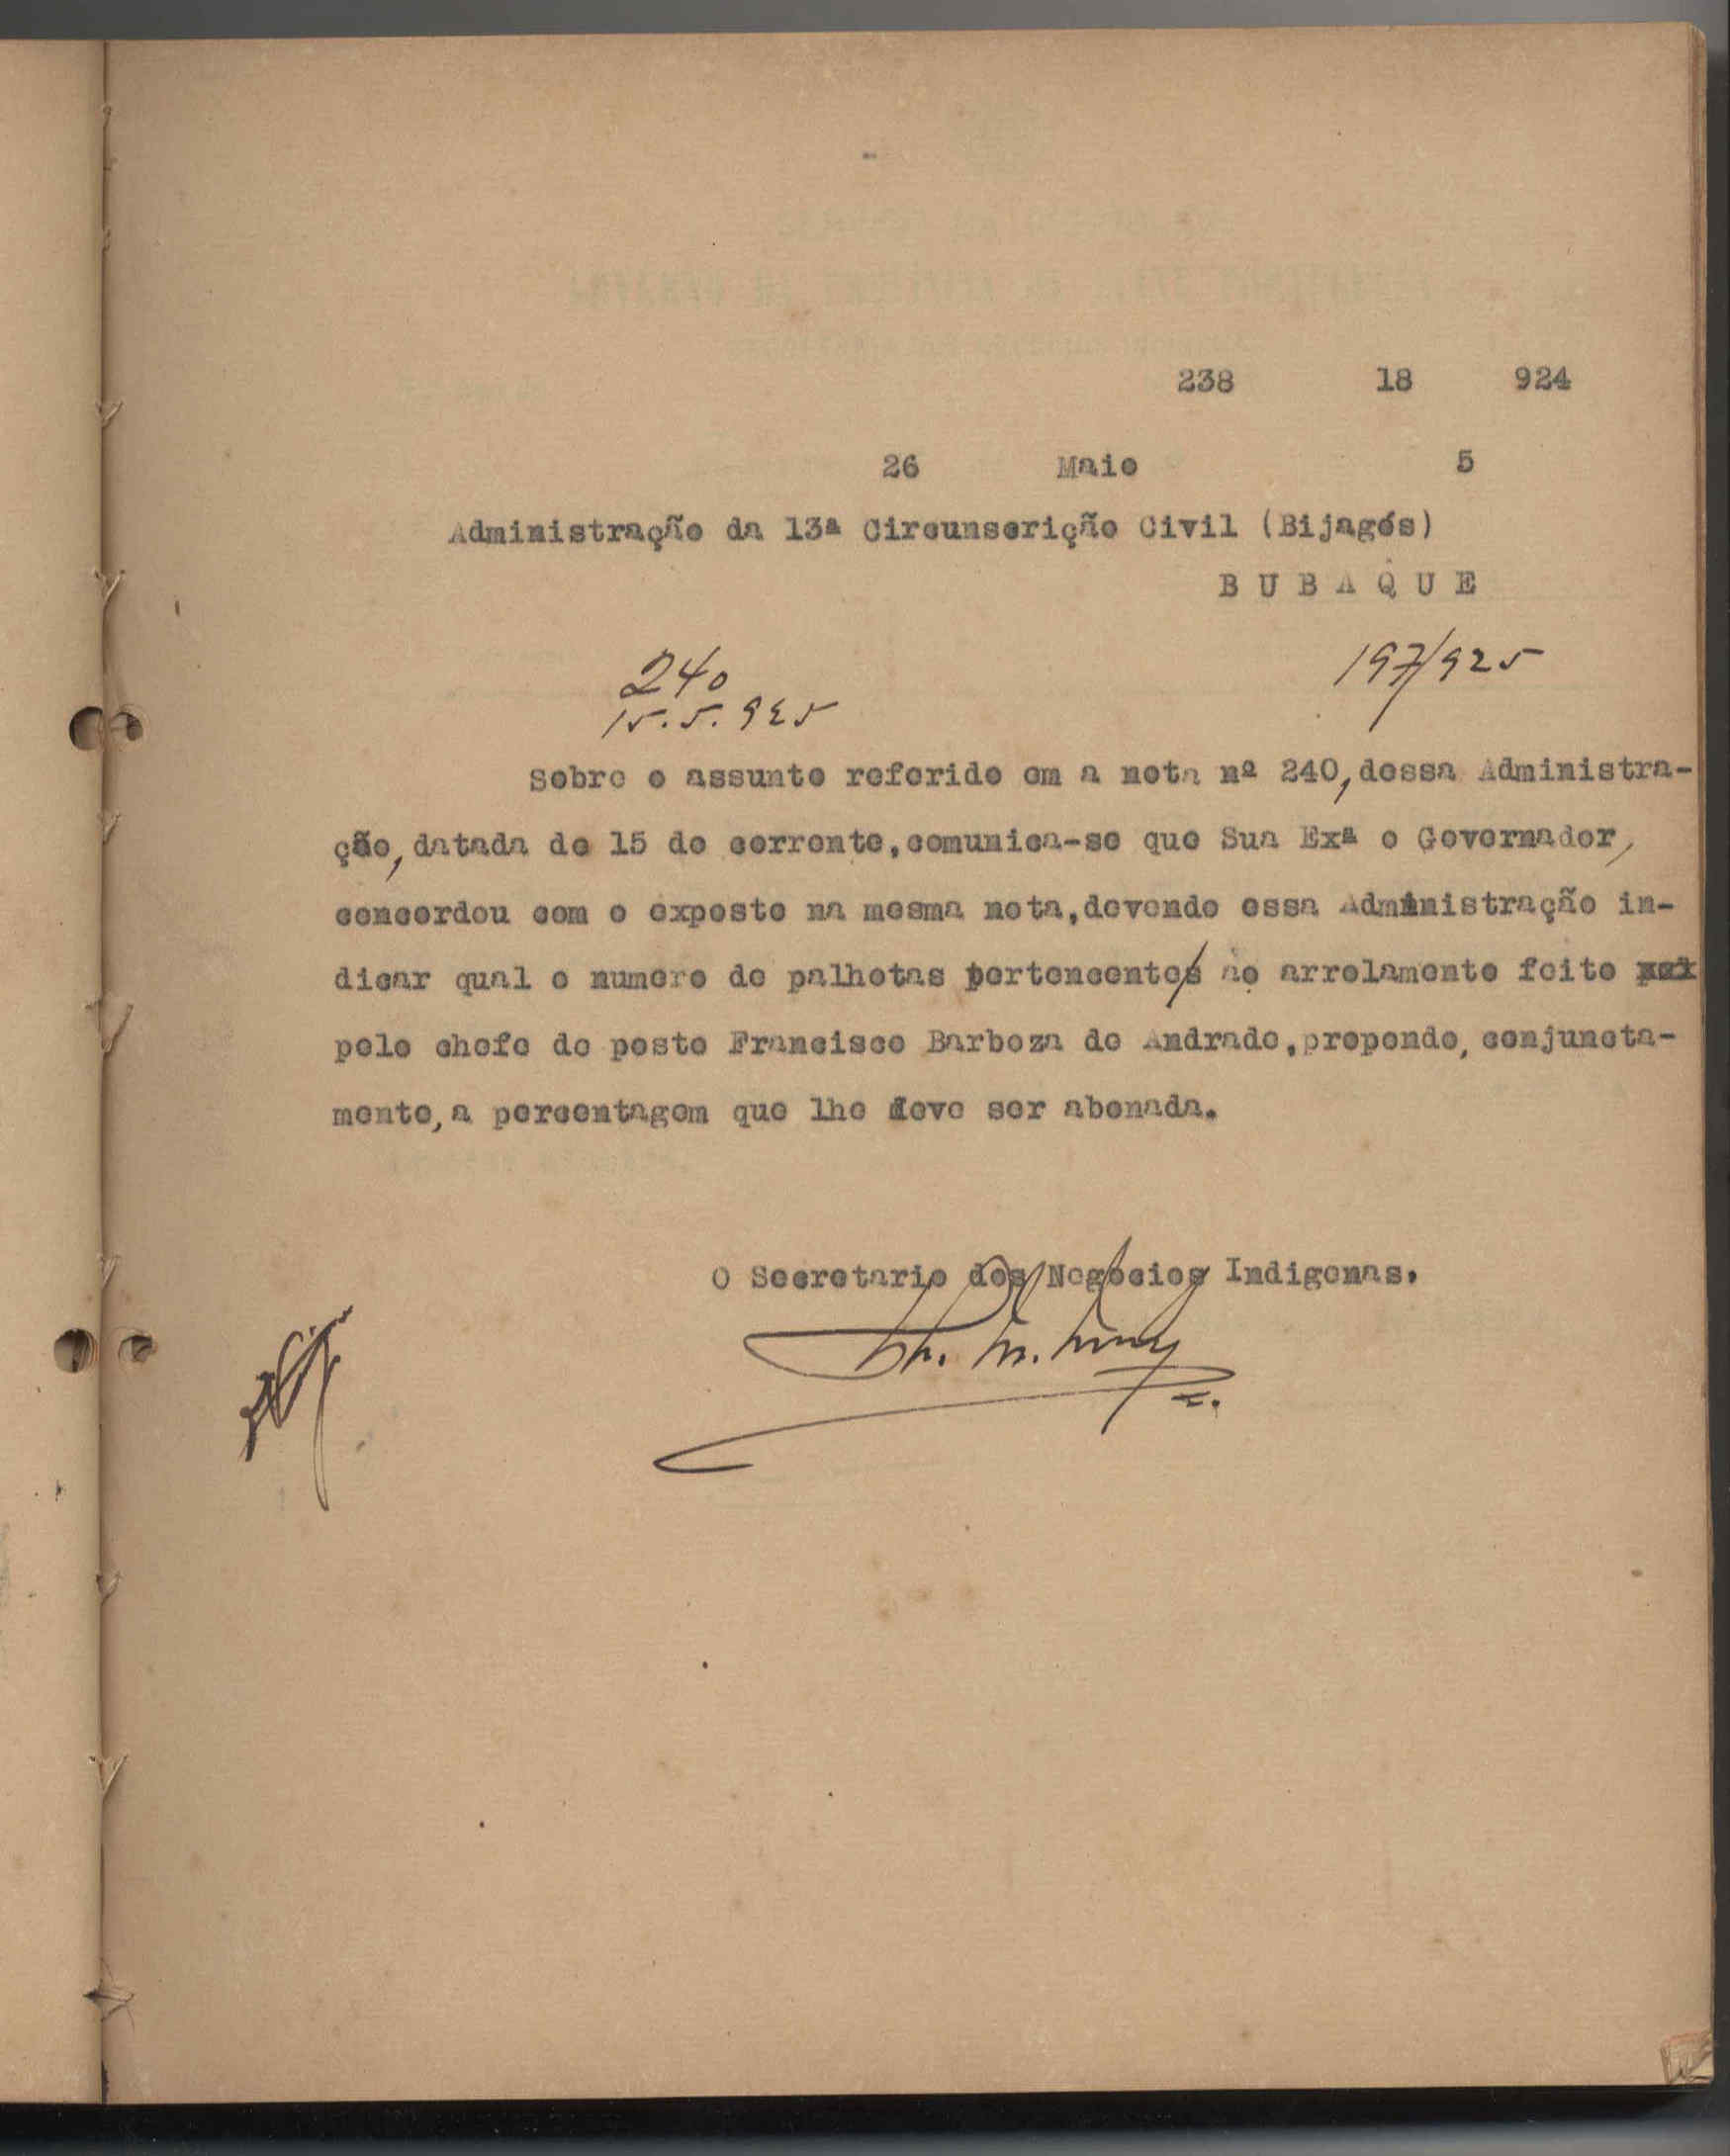 238 18 924
26 Maio 5
Administração da 13ª Circunscrição Civil (Bijagós)
B U B A Q U E
240 197/925
15.5.925
Sobre o assunto referido em a nota nº 240, dessa Administra-
ção, datada de 15 do corrente, comunica-se que Sua Exª o Governador,
concordou com o exposto na mesma nota, devendo essa Administração in-
dicar qual o numero de palhotas pertencentes ao arrolamento feito
pelo chefe de posto Francisco Barboza de Andrade, propondo, conjuncta-
mente, a percentagem que lhe deve ser abonada.
O Secretario dos Negocios Indigenas.